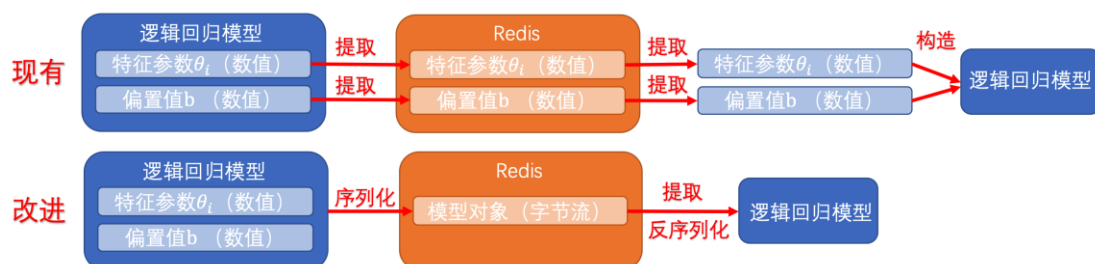 现有
逻辑回归模型
特征参数θᵢ（数值）
偏置值b （数值）
提取
提取
Redis
特征参数θᵢ（数值）
偏置值b （数值）
提取
提取
特征参数θᵢ（数值）
偏置值b （数值）
构造
逻辑回归模型
改进
逻辑回归模型
特征参数θᵢ（数值）
偏置值b （数值）
序列化
Redis
模型对象（字节流）
提取
反序列化
逻辑回归模型